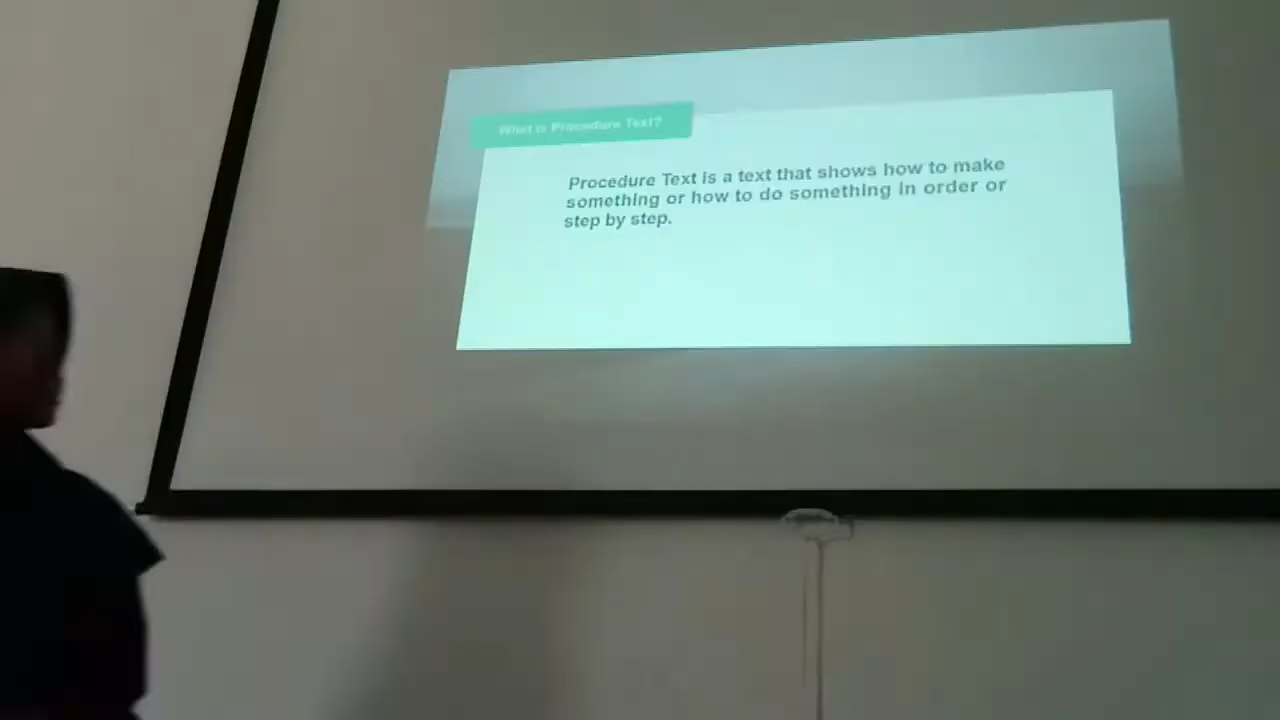 What is Procedure Text?
Procedure Text is a text that shows how to make
something or how to do something in order or
step by step.